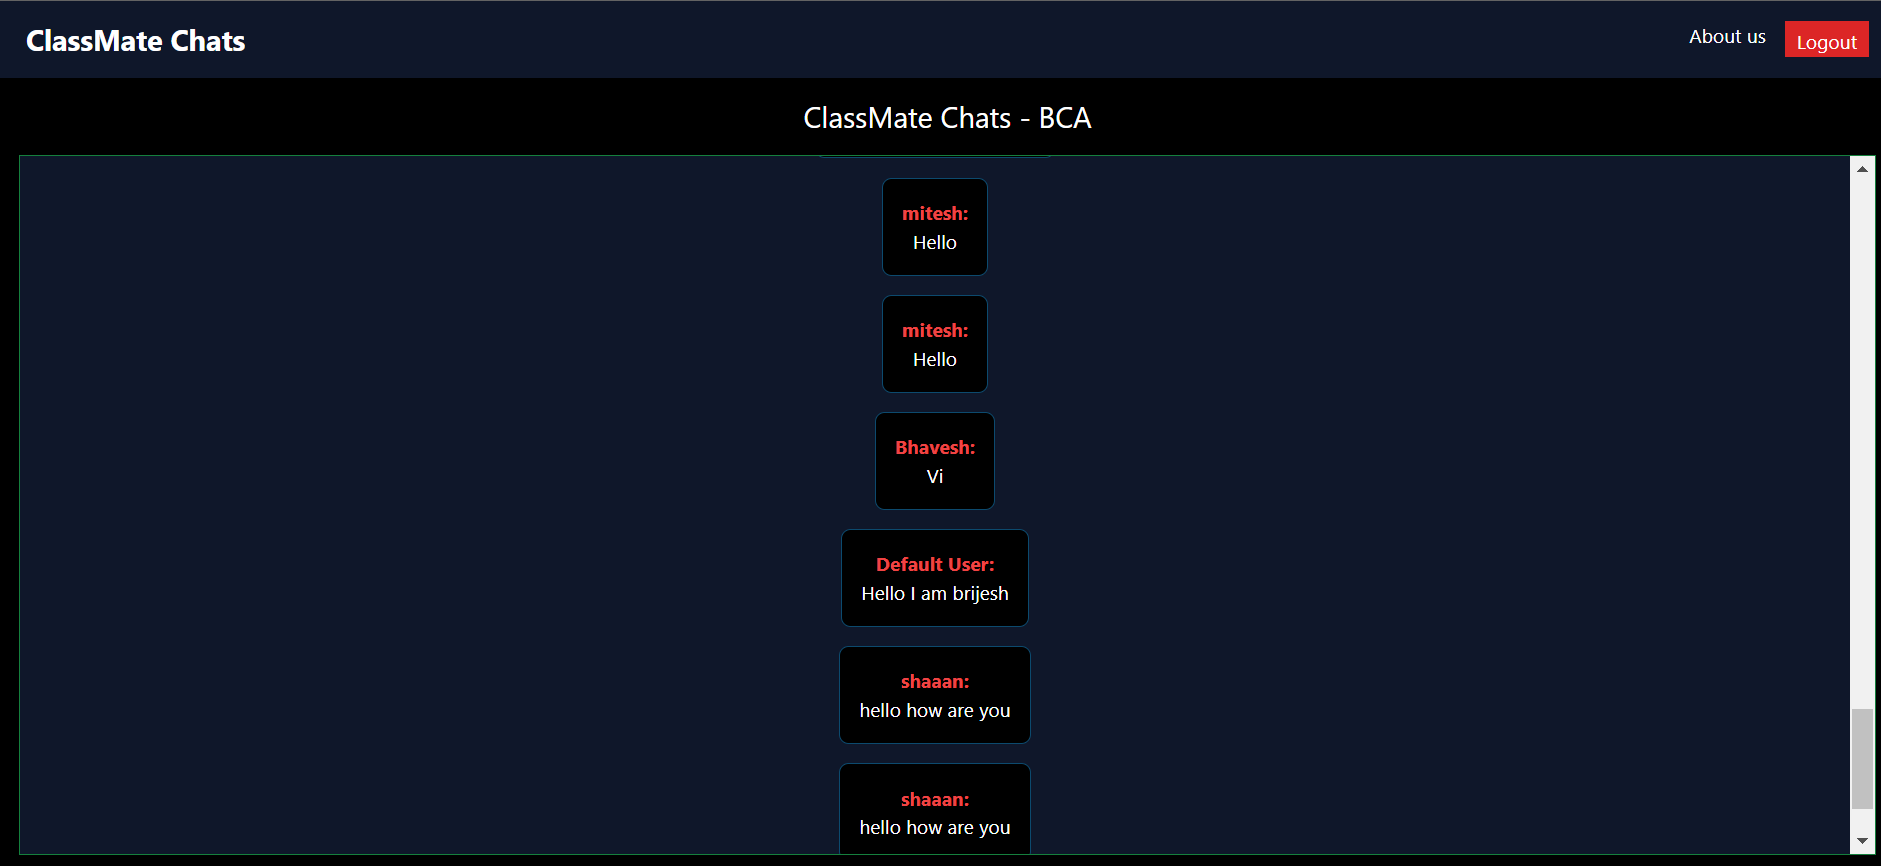 ClassMate Chats
About us
Logout
ClassMate Chats - BCA
mitesh:
Hello
mitesh:
Hello
Bhavesh:
Vi
Default User:
Hello I am brijesh
shaaan:
hello how are you
shaaan:
hello how are you